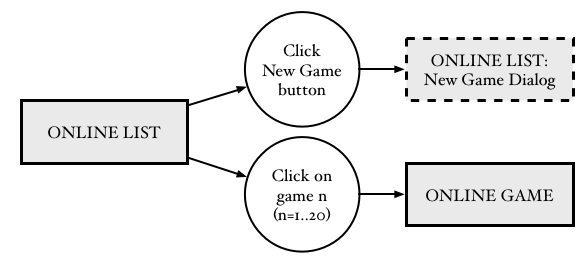 ONLINE LIST
Click
New Game
button
ONLINE LIST:
New Game Dialog
Click on
game n
(n=1..20)
ONLINE GAME